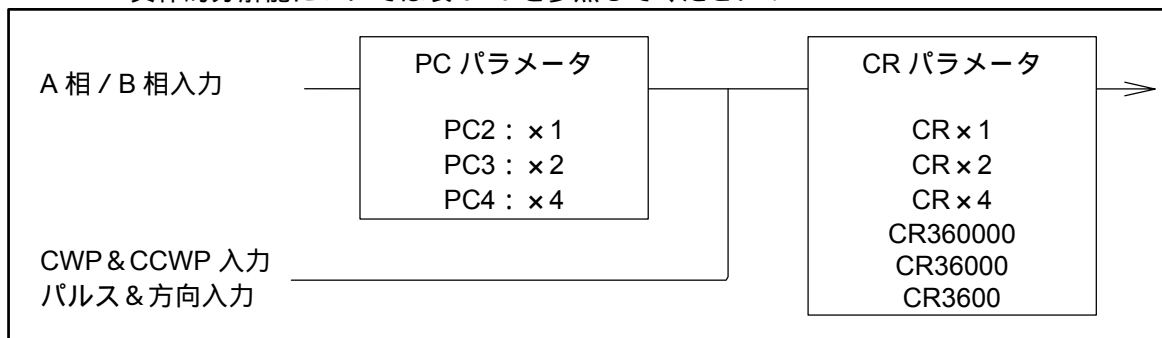 A 相 / B 相入力
PC パラメータ
PC2 : ×1
PC3 : ×2
PC4 : ×4
CWP & CCWP 入力
パルス & 方向入力
CR パラメータ
CR × 1
CR × 2
CR × 4
CR360000
CR36000
CR3600